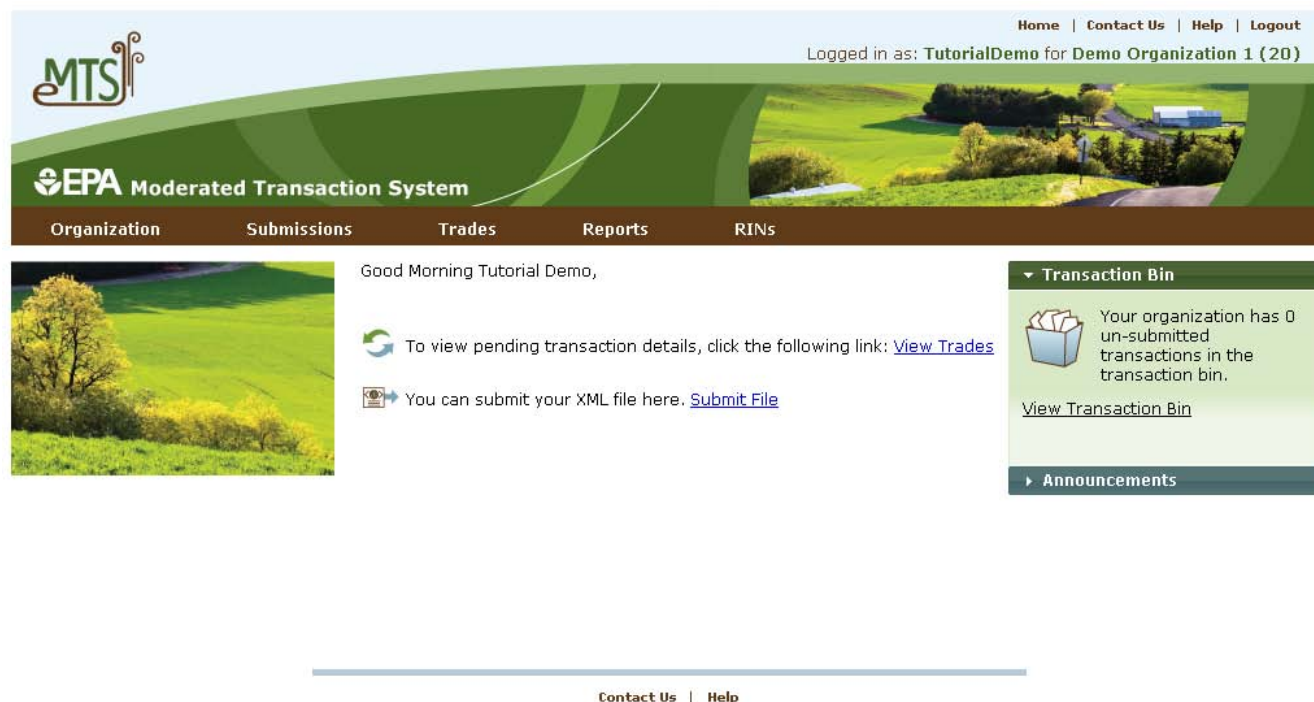 Home | Contact Us | Help | Logout
Logged in as: TutorialDemo for Demo Organization 1 (20)
eMTS
EPA Moderated Transaction System
Organization Submissions Trades Reports RINs
Good Morning Tutorial Demo,
To view pending transaction details, click the following link: View Trades
You can submit your XML file here. Submit File
Transaction Bin
Your organization has 0
un-submitted
transactions in the
transaction bin.
View Transaction Bin
Announcements
Contact Us | Help